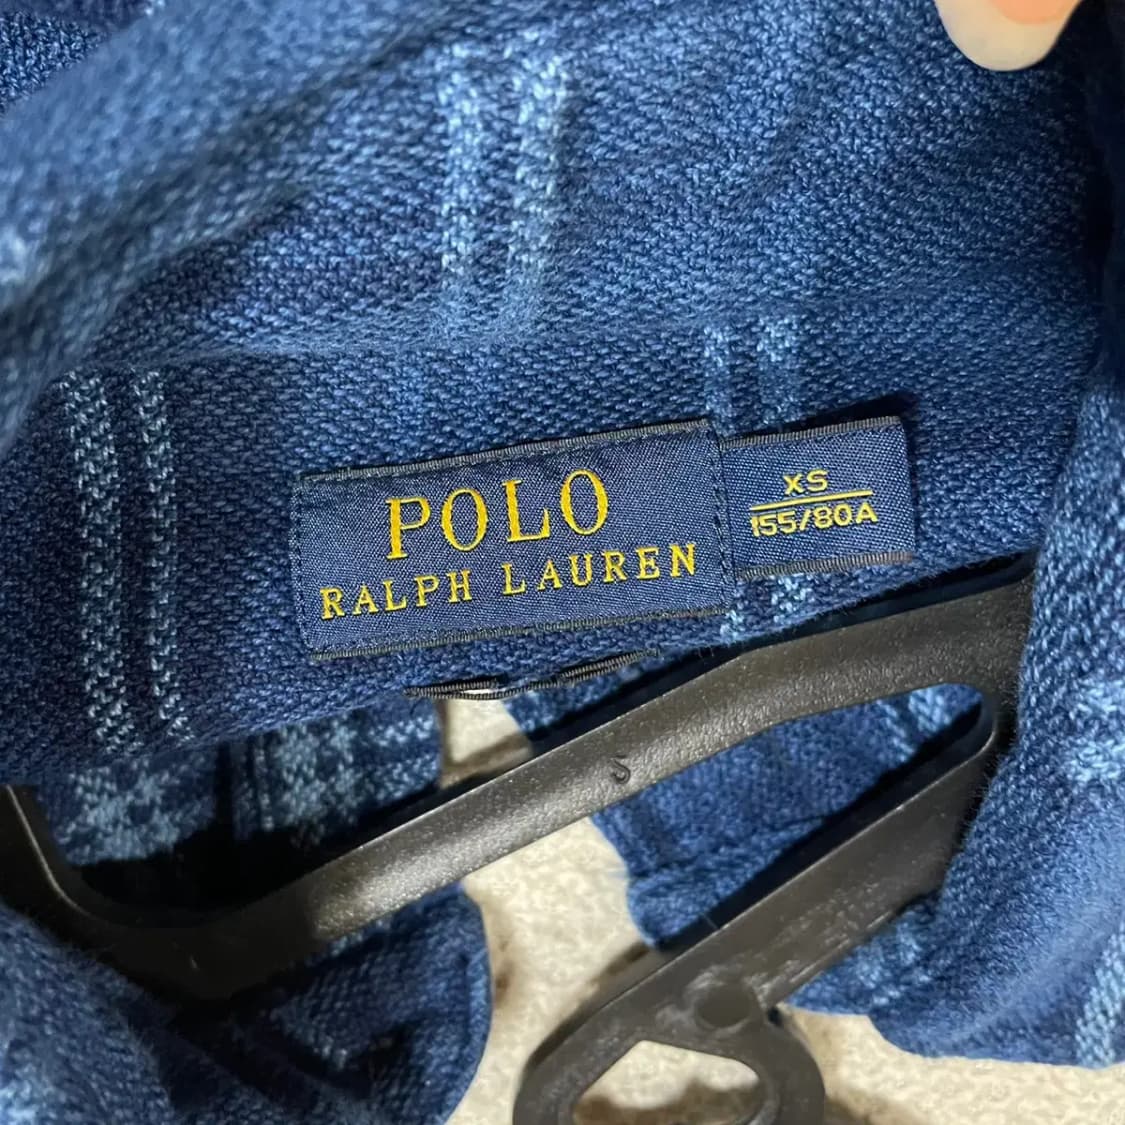 POLO
RALPH LAUREN
XS
155/80A